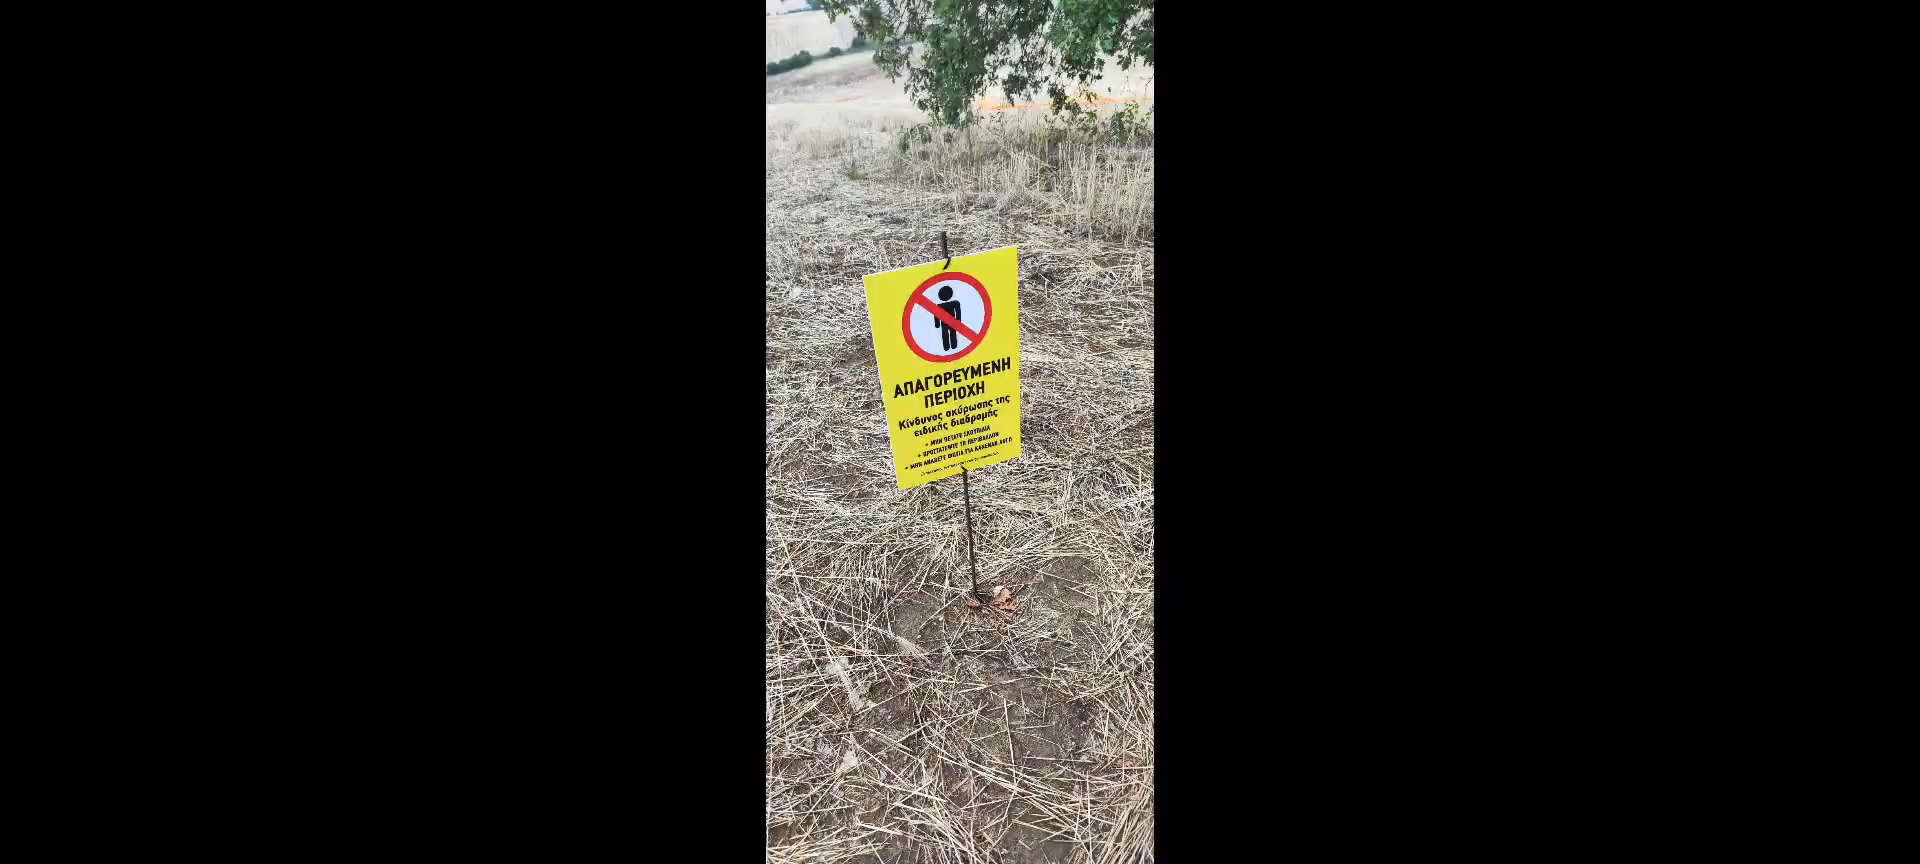 ΑΠΑΓΟΡΕΥΜΕΝΗ
ΠΕΡΙΟΧΗ
Κίνδυνος ακύρωσης της
ειδικής διαδρομής
• ΜΗΝ ΠΕΤΑΤΕ ΣΚΟΥΠΙΔΙΑ
• ΠΡΟΣΤΑΤΕΨΤΕ ΤΟ ΠΕΡΙΒΑΛΛΟΝ
• ΜΗΝ ΑΝΑΒΕΤΕ ΦΩΤΙΑ ΓΙΑ ΚΑΝΕΝΑΝ ΛΟΓΟ